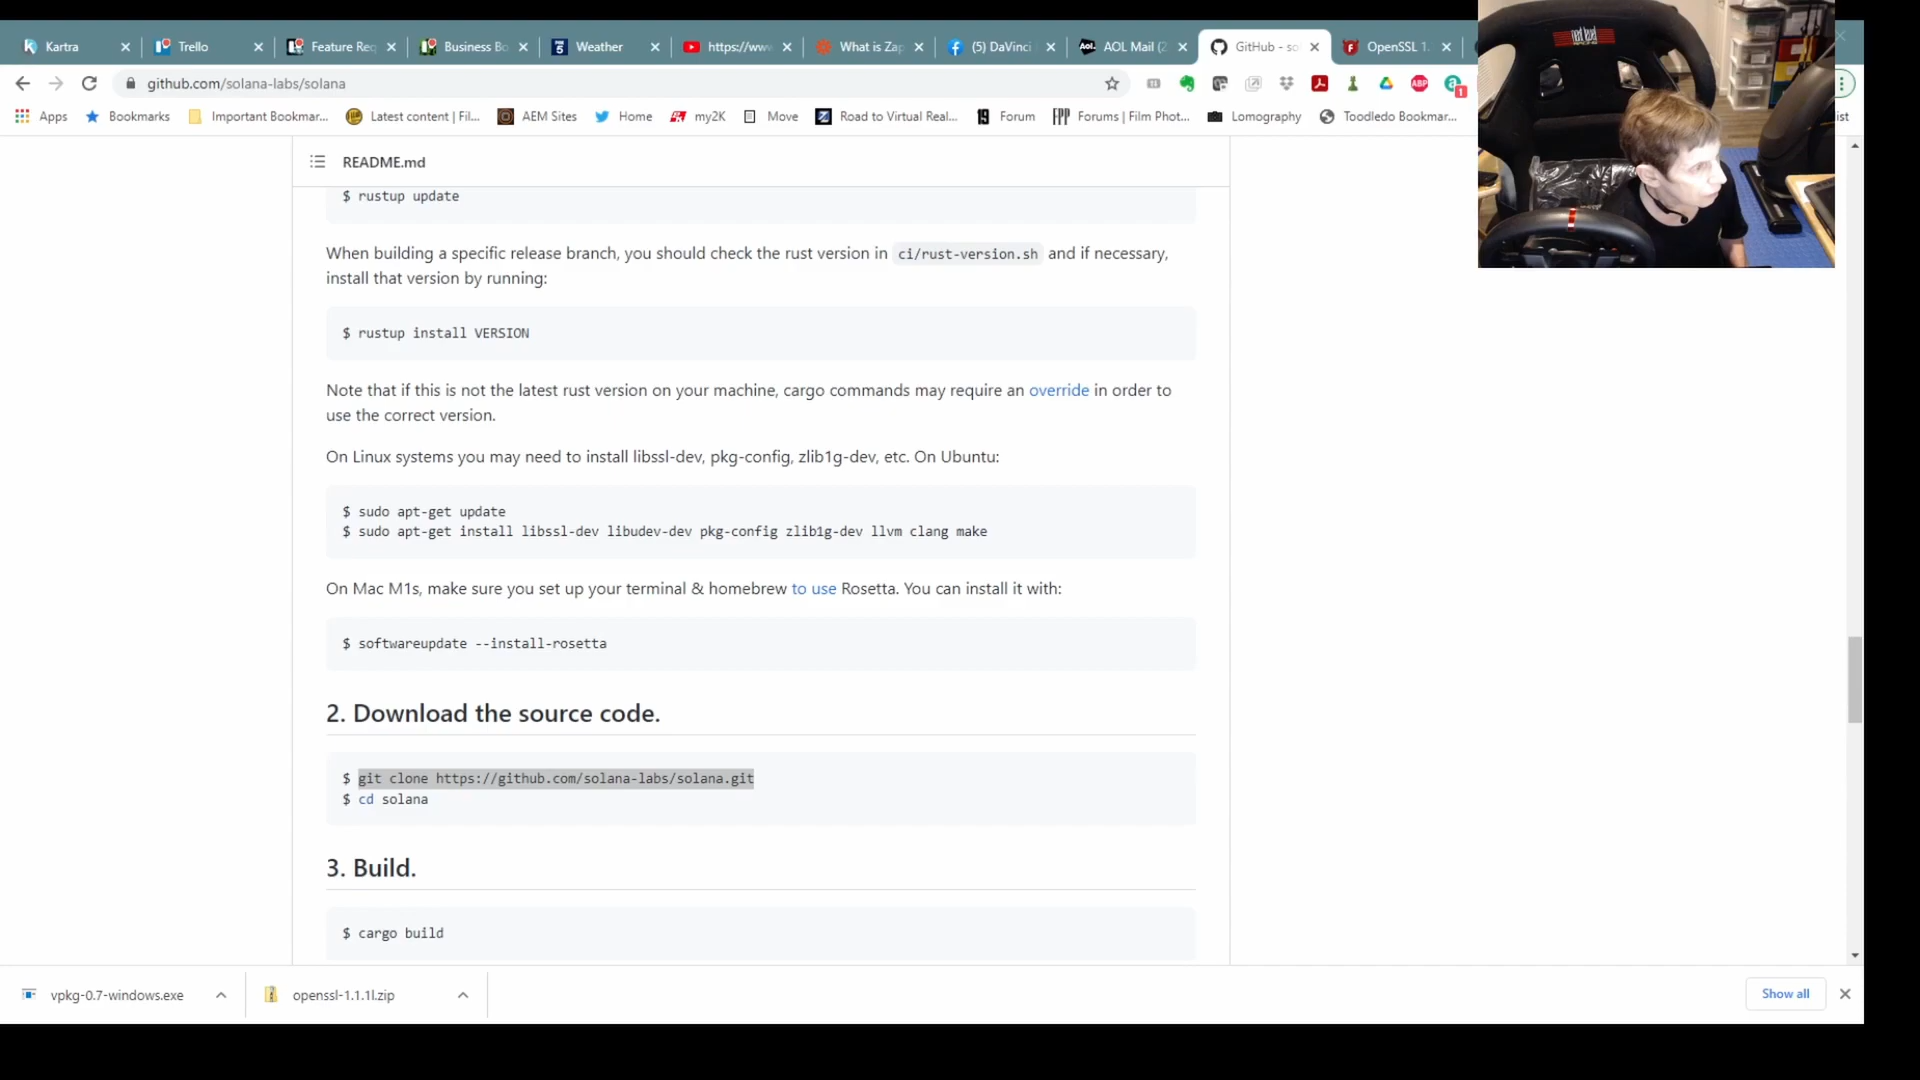 Kartra
Trello
Feature Req
Business Bo
Weather
https://www
What is Zap
(5) DaVinci
AOL Mail (2
GitHub - so
OpenSSL 1.
github.com/solana-labs/solana
Apps
Bookmarks
Important Bookmar...
Latest content | Fil...
AEM Sites
Home
my2K
Move
Road to Virtual Real...
Forum
Forums | Film Phot...
Lomography
Toodledo Bookmar...
ist
README.md
$ rustup update
When building a specific release branch, you should check the rust version in ci/rust-version.sh and if necessary,
install that version by running:
$ rustup install VERSION
Note that if this is not the latest rust version on your machine, cargo commands may require an override in order to
use the correct version.
On Linux systems you may need to install libssl-dev, pkg-config, zlib1g-dev, etc. On Ubuntu:
$ sudo apt-get update
$ sudo apt-get install libssl-dev libudev-dev pkg-config zlib1g-dev llvm clang make
On Mac M1s, make sure you set up your terminal & homebrew to use Rosetta. You can install it with:
$ softwareupdate --install-rosetta
2. Download the source code.
$ git clone https://github.com/solana-labs/solana.git
$ cd solana
3. Build.
$ cargo build
vpkg-0.7-windows.exe
openssl-1.1.1l.zip
Show all